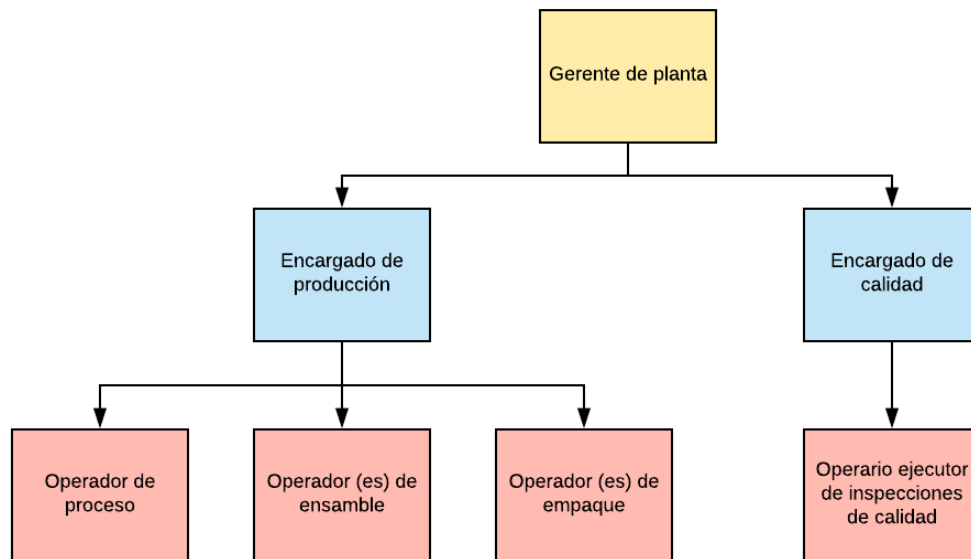 Gerente de planta
Encargado de
producción
Encargado de
calidad
Operador de
proceso
Operador (es) de
ensamble
Operador (es) de
empaque
Operario ejecutor
de inspecciones
de calidad